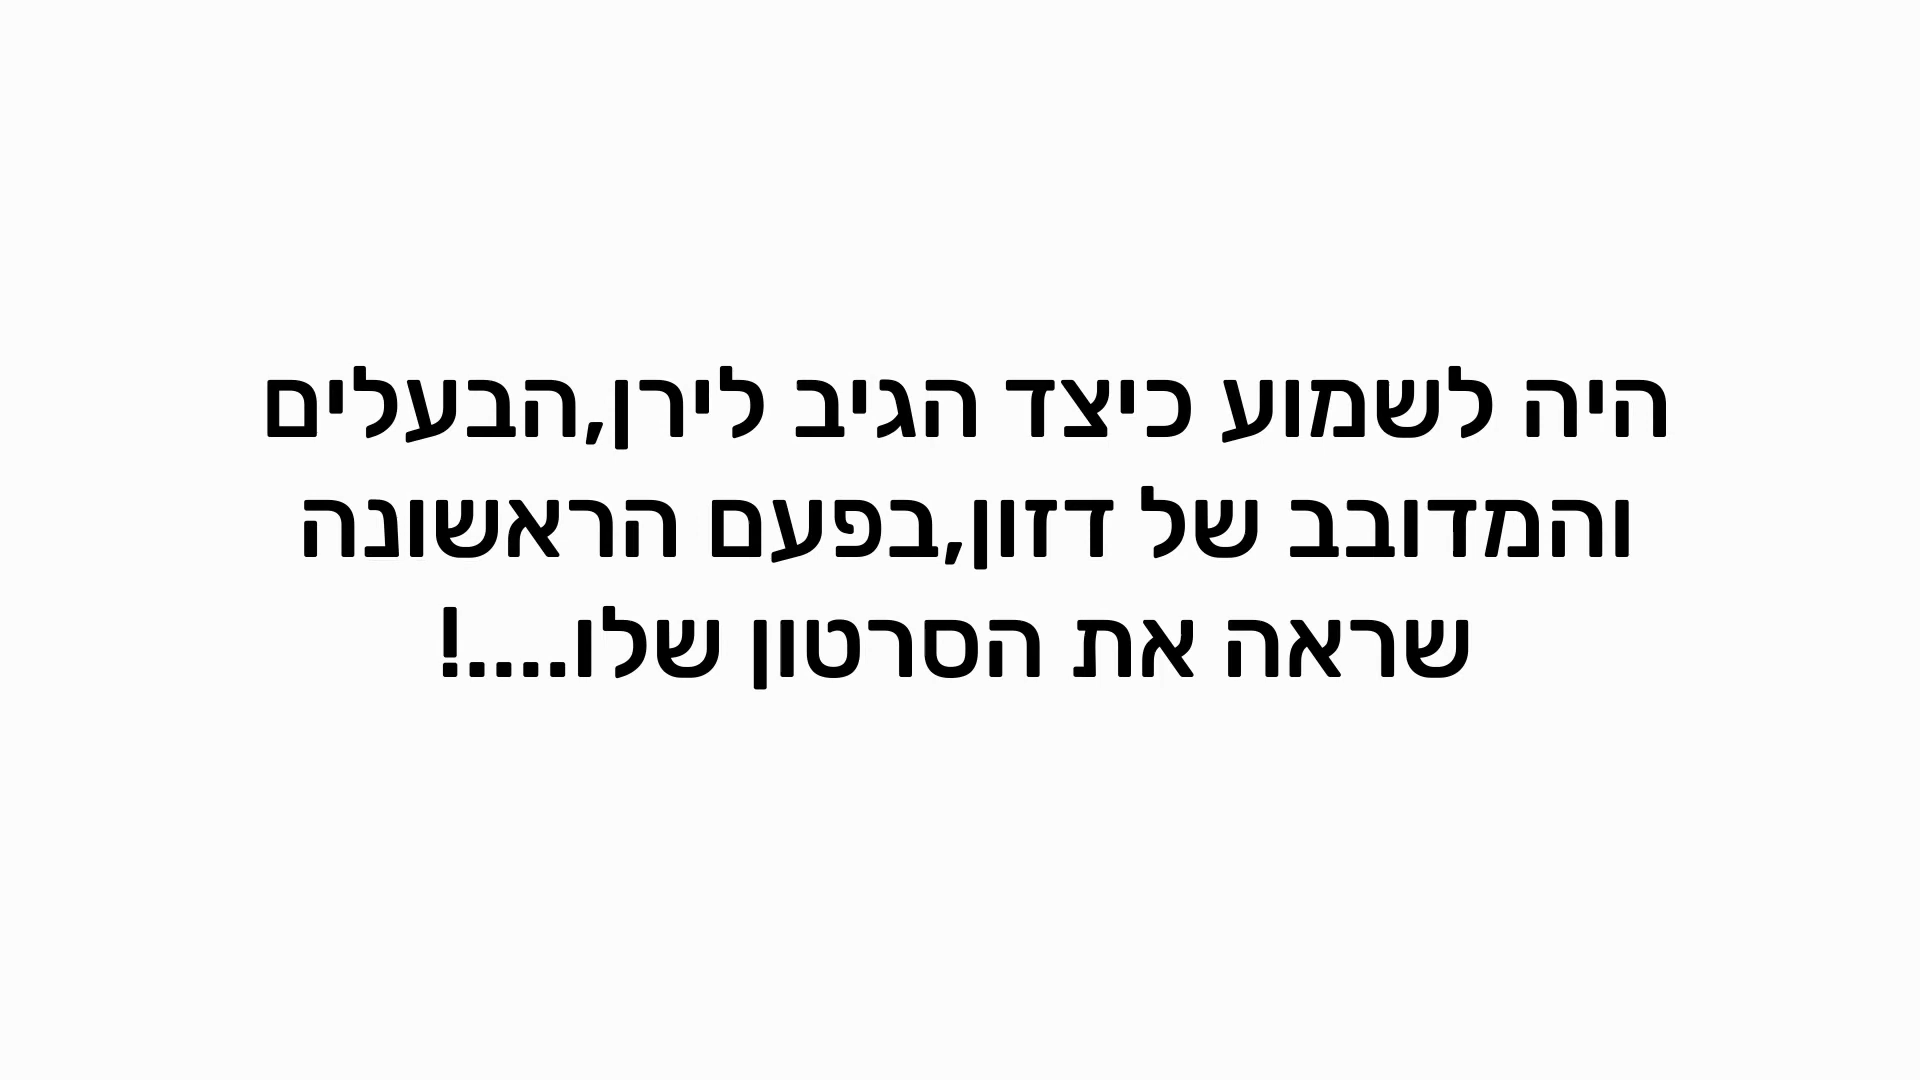 היה לשמוע כיצד הגיב לירן,הבעלים
והמדובב של דזון,בפעם הראשונה
שראה את הסרטון שלו....!